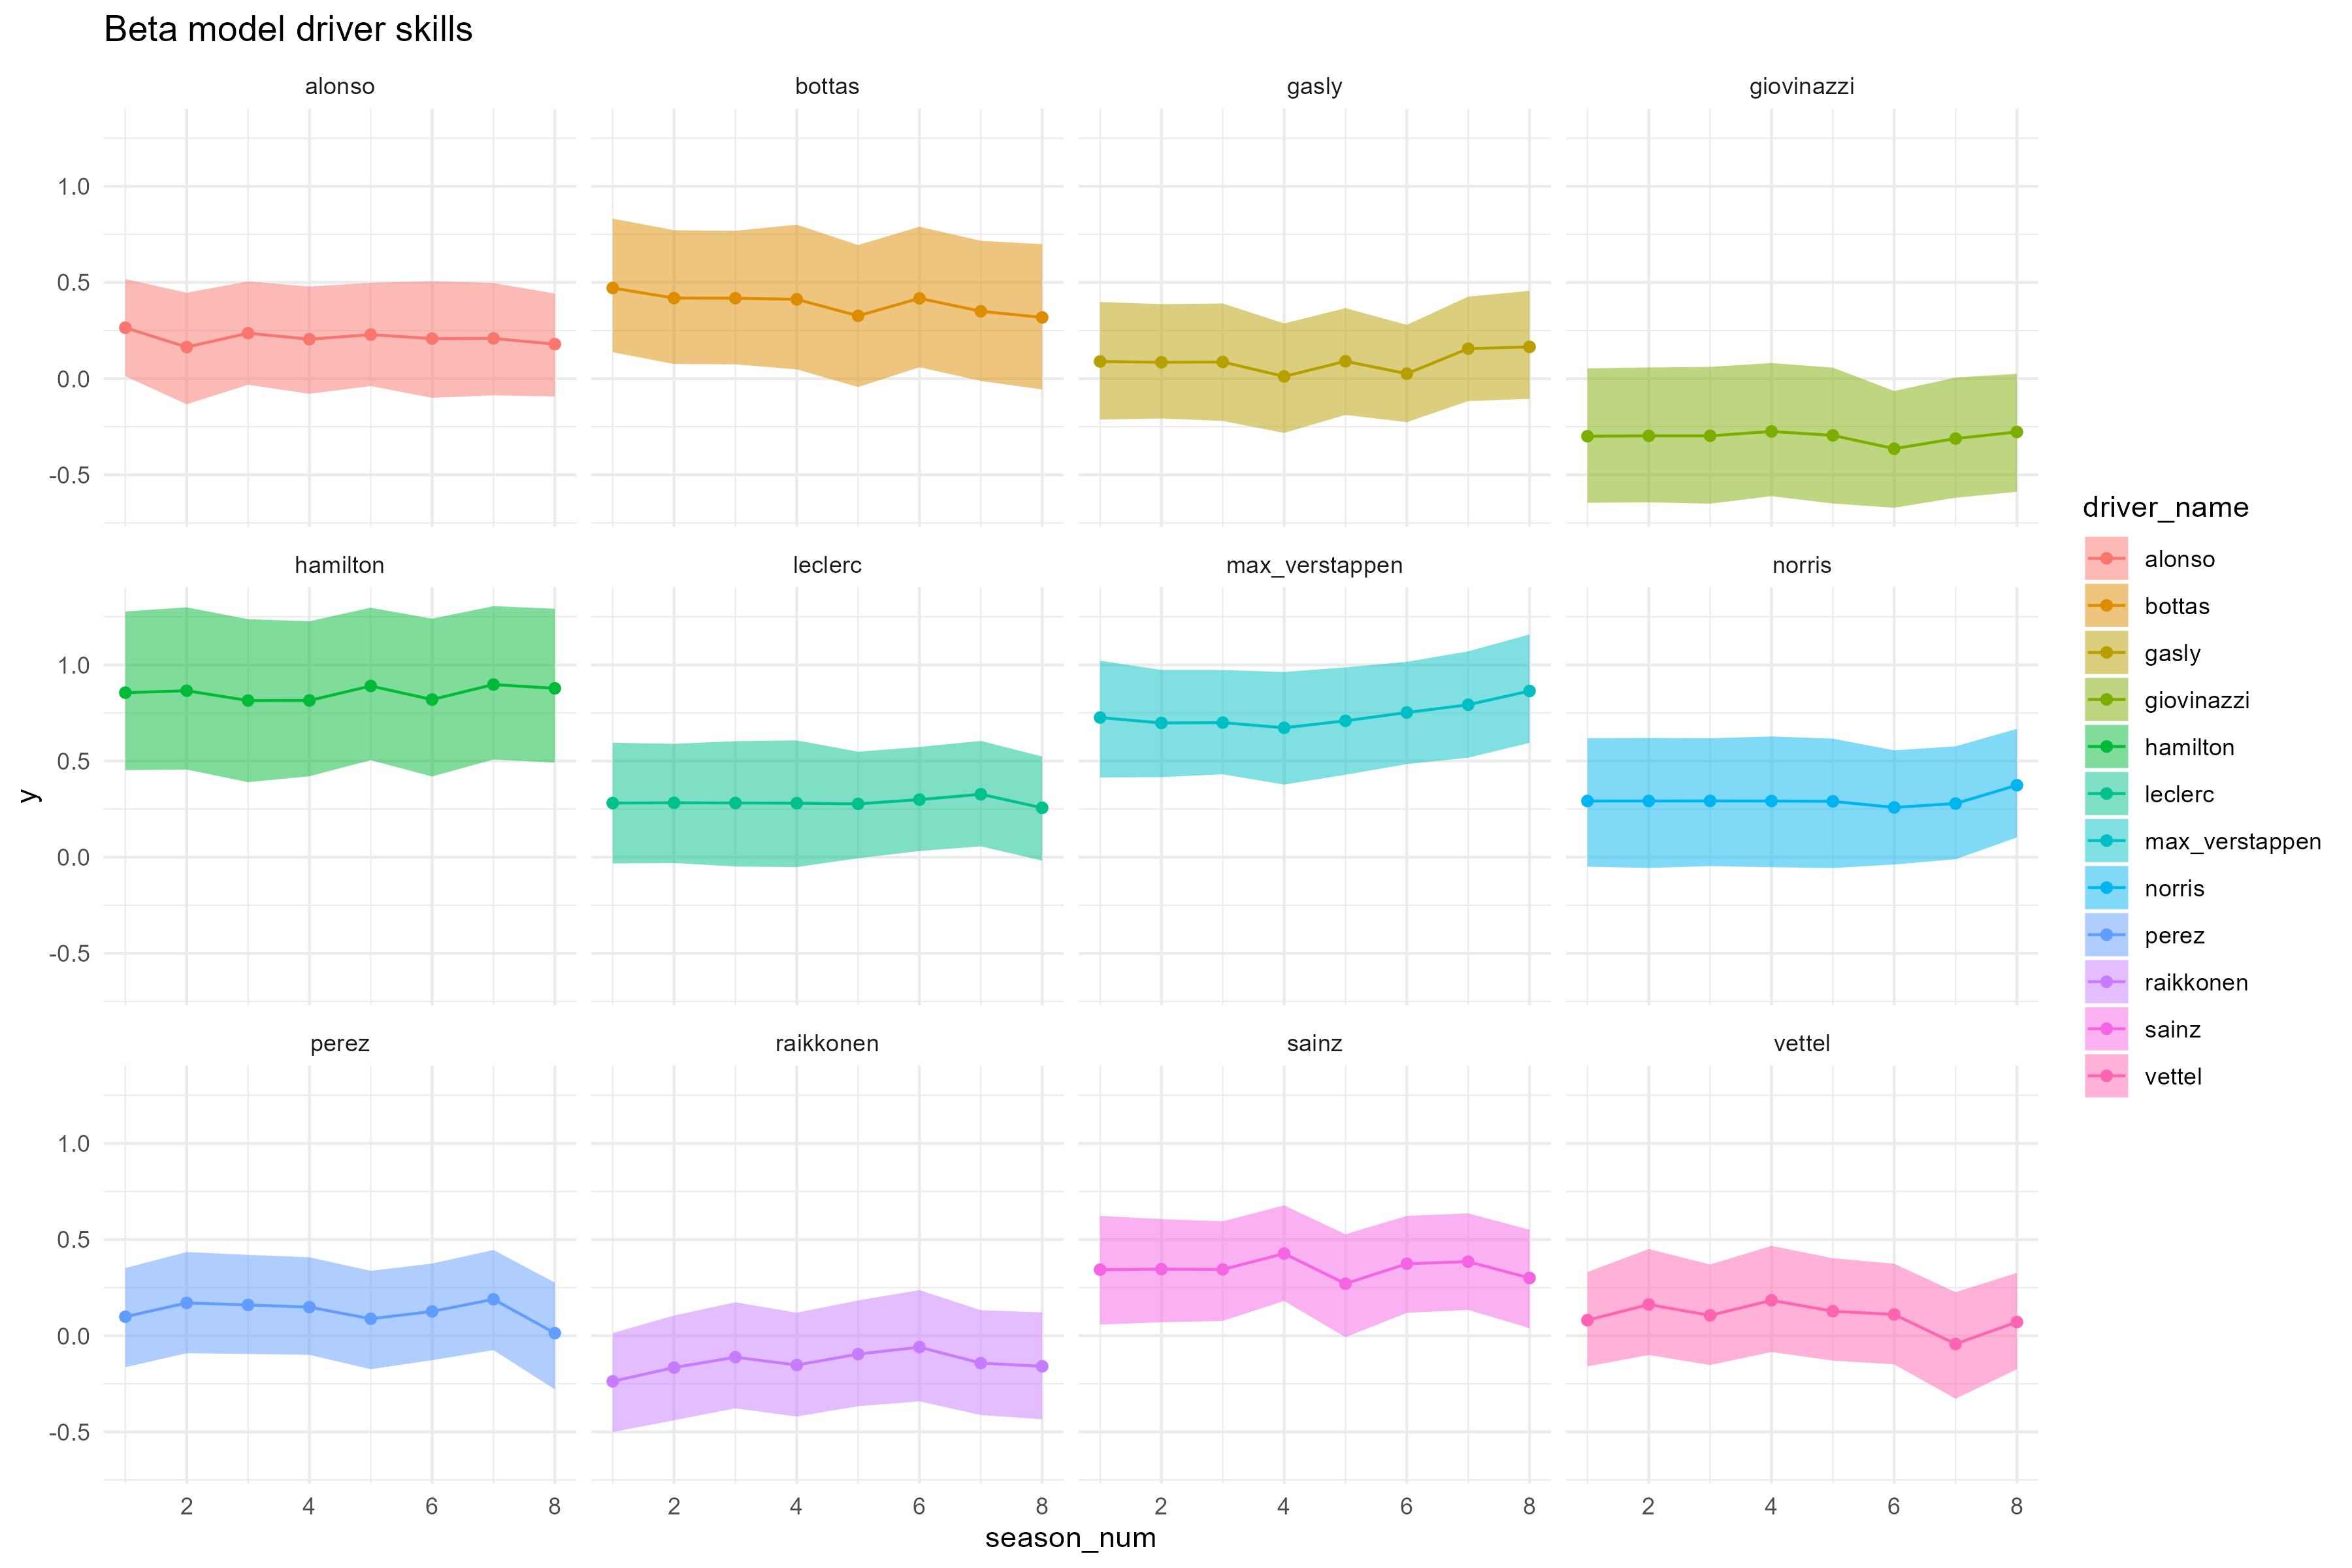 Beta model driver skills
alonso
bottas
gasly
giovinazzi
1.0
0.5
0.0
-0.5
hamilton
leclerc
max_verstappen
norris
1.0
0.5
0.0
-0.5
perez
raikkonen
sainz
vettel
1.0
0.5
0.0
-0.5
2 4 6 8
2 4 6 8
2 4 6 8
2 4 6 8
season_num
y
driver_name
alonso
bottas
gasly
giovinazzi
hamilton
leclerc
max_verstappen
norris
perez
raikkonen
sainz
vettel